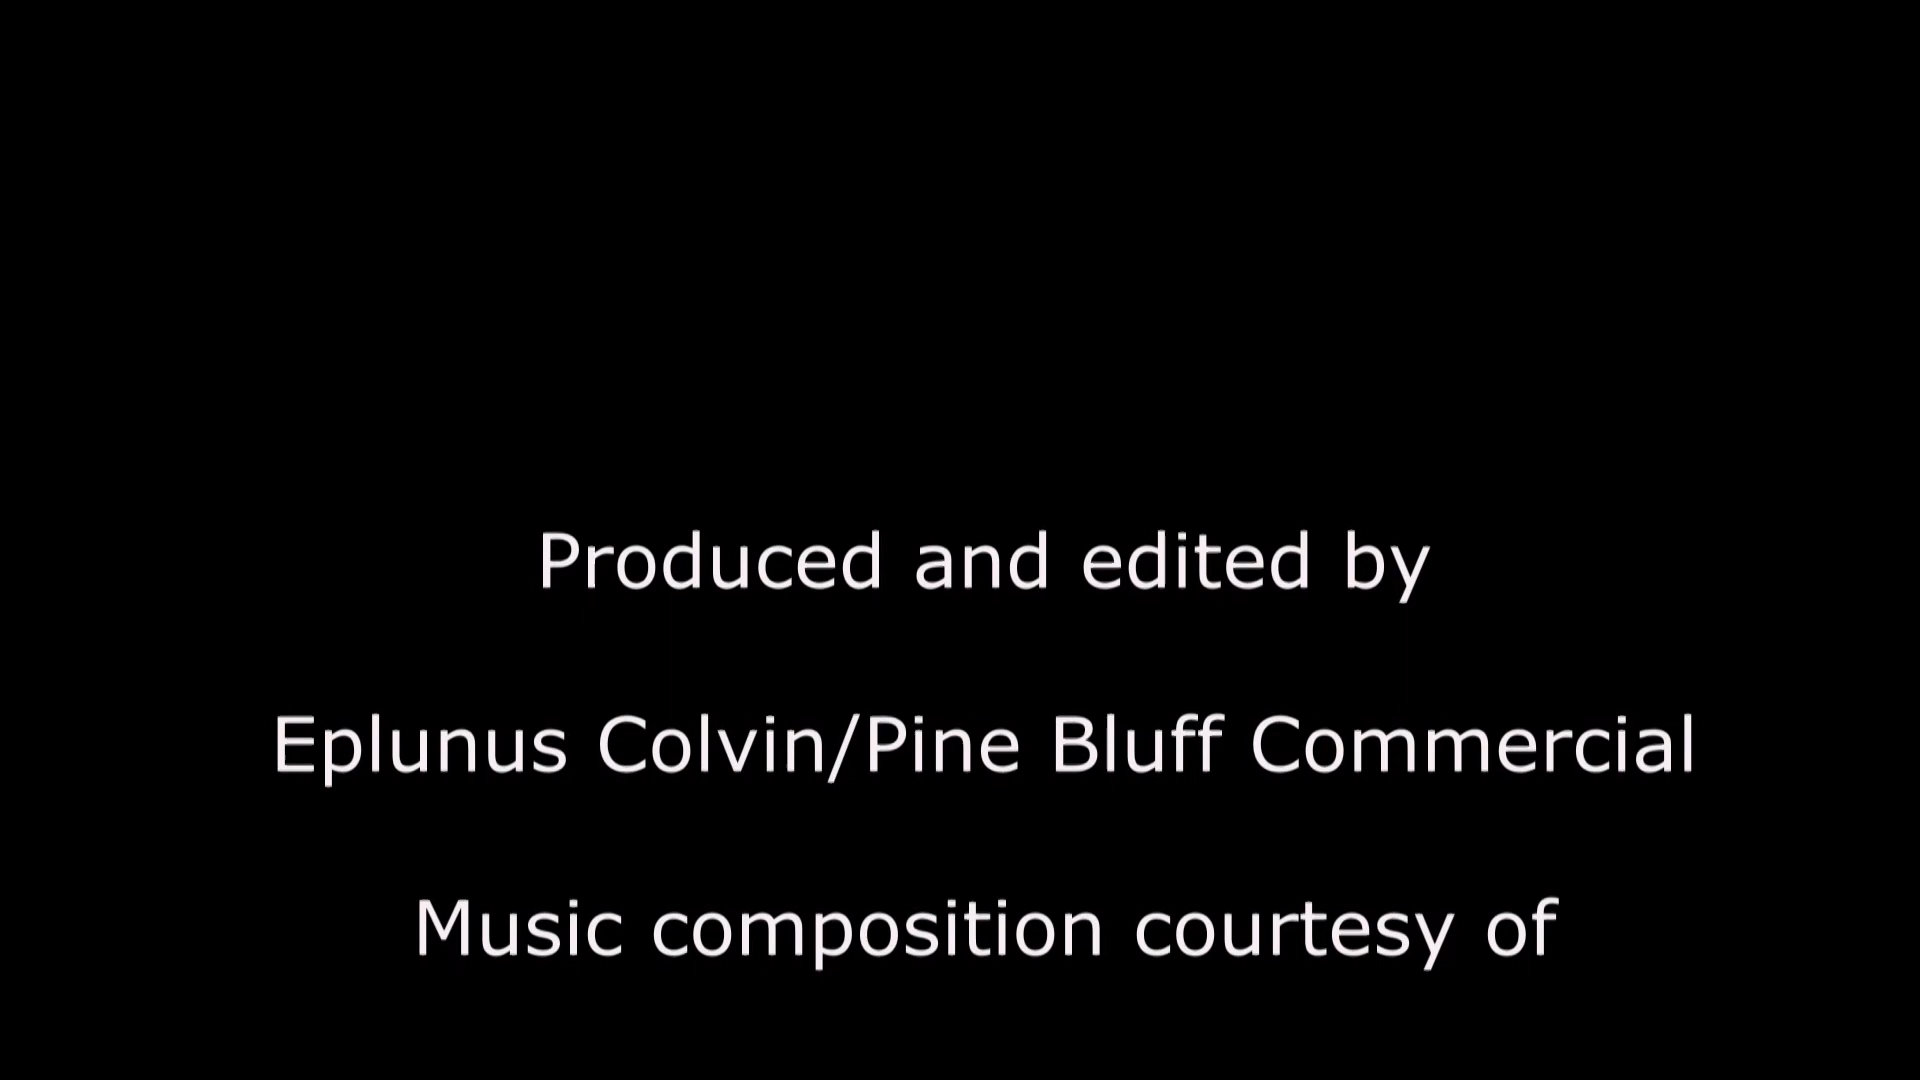 Produced and edited by
Eplunus Colvin/Pine Bluff Commercial
Music composition courtesy of